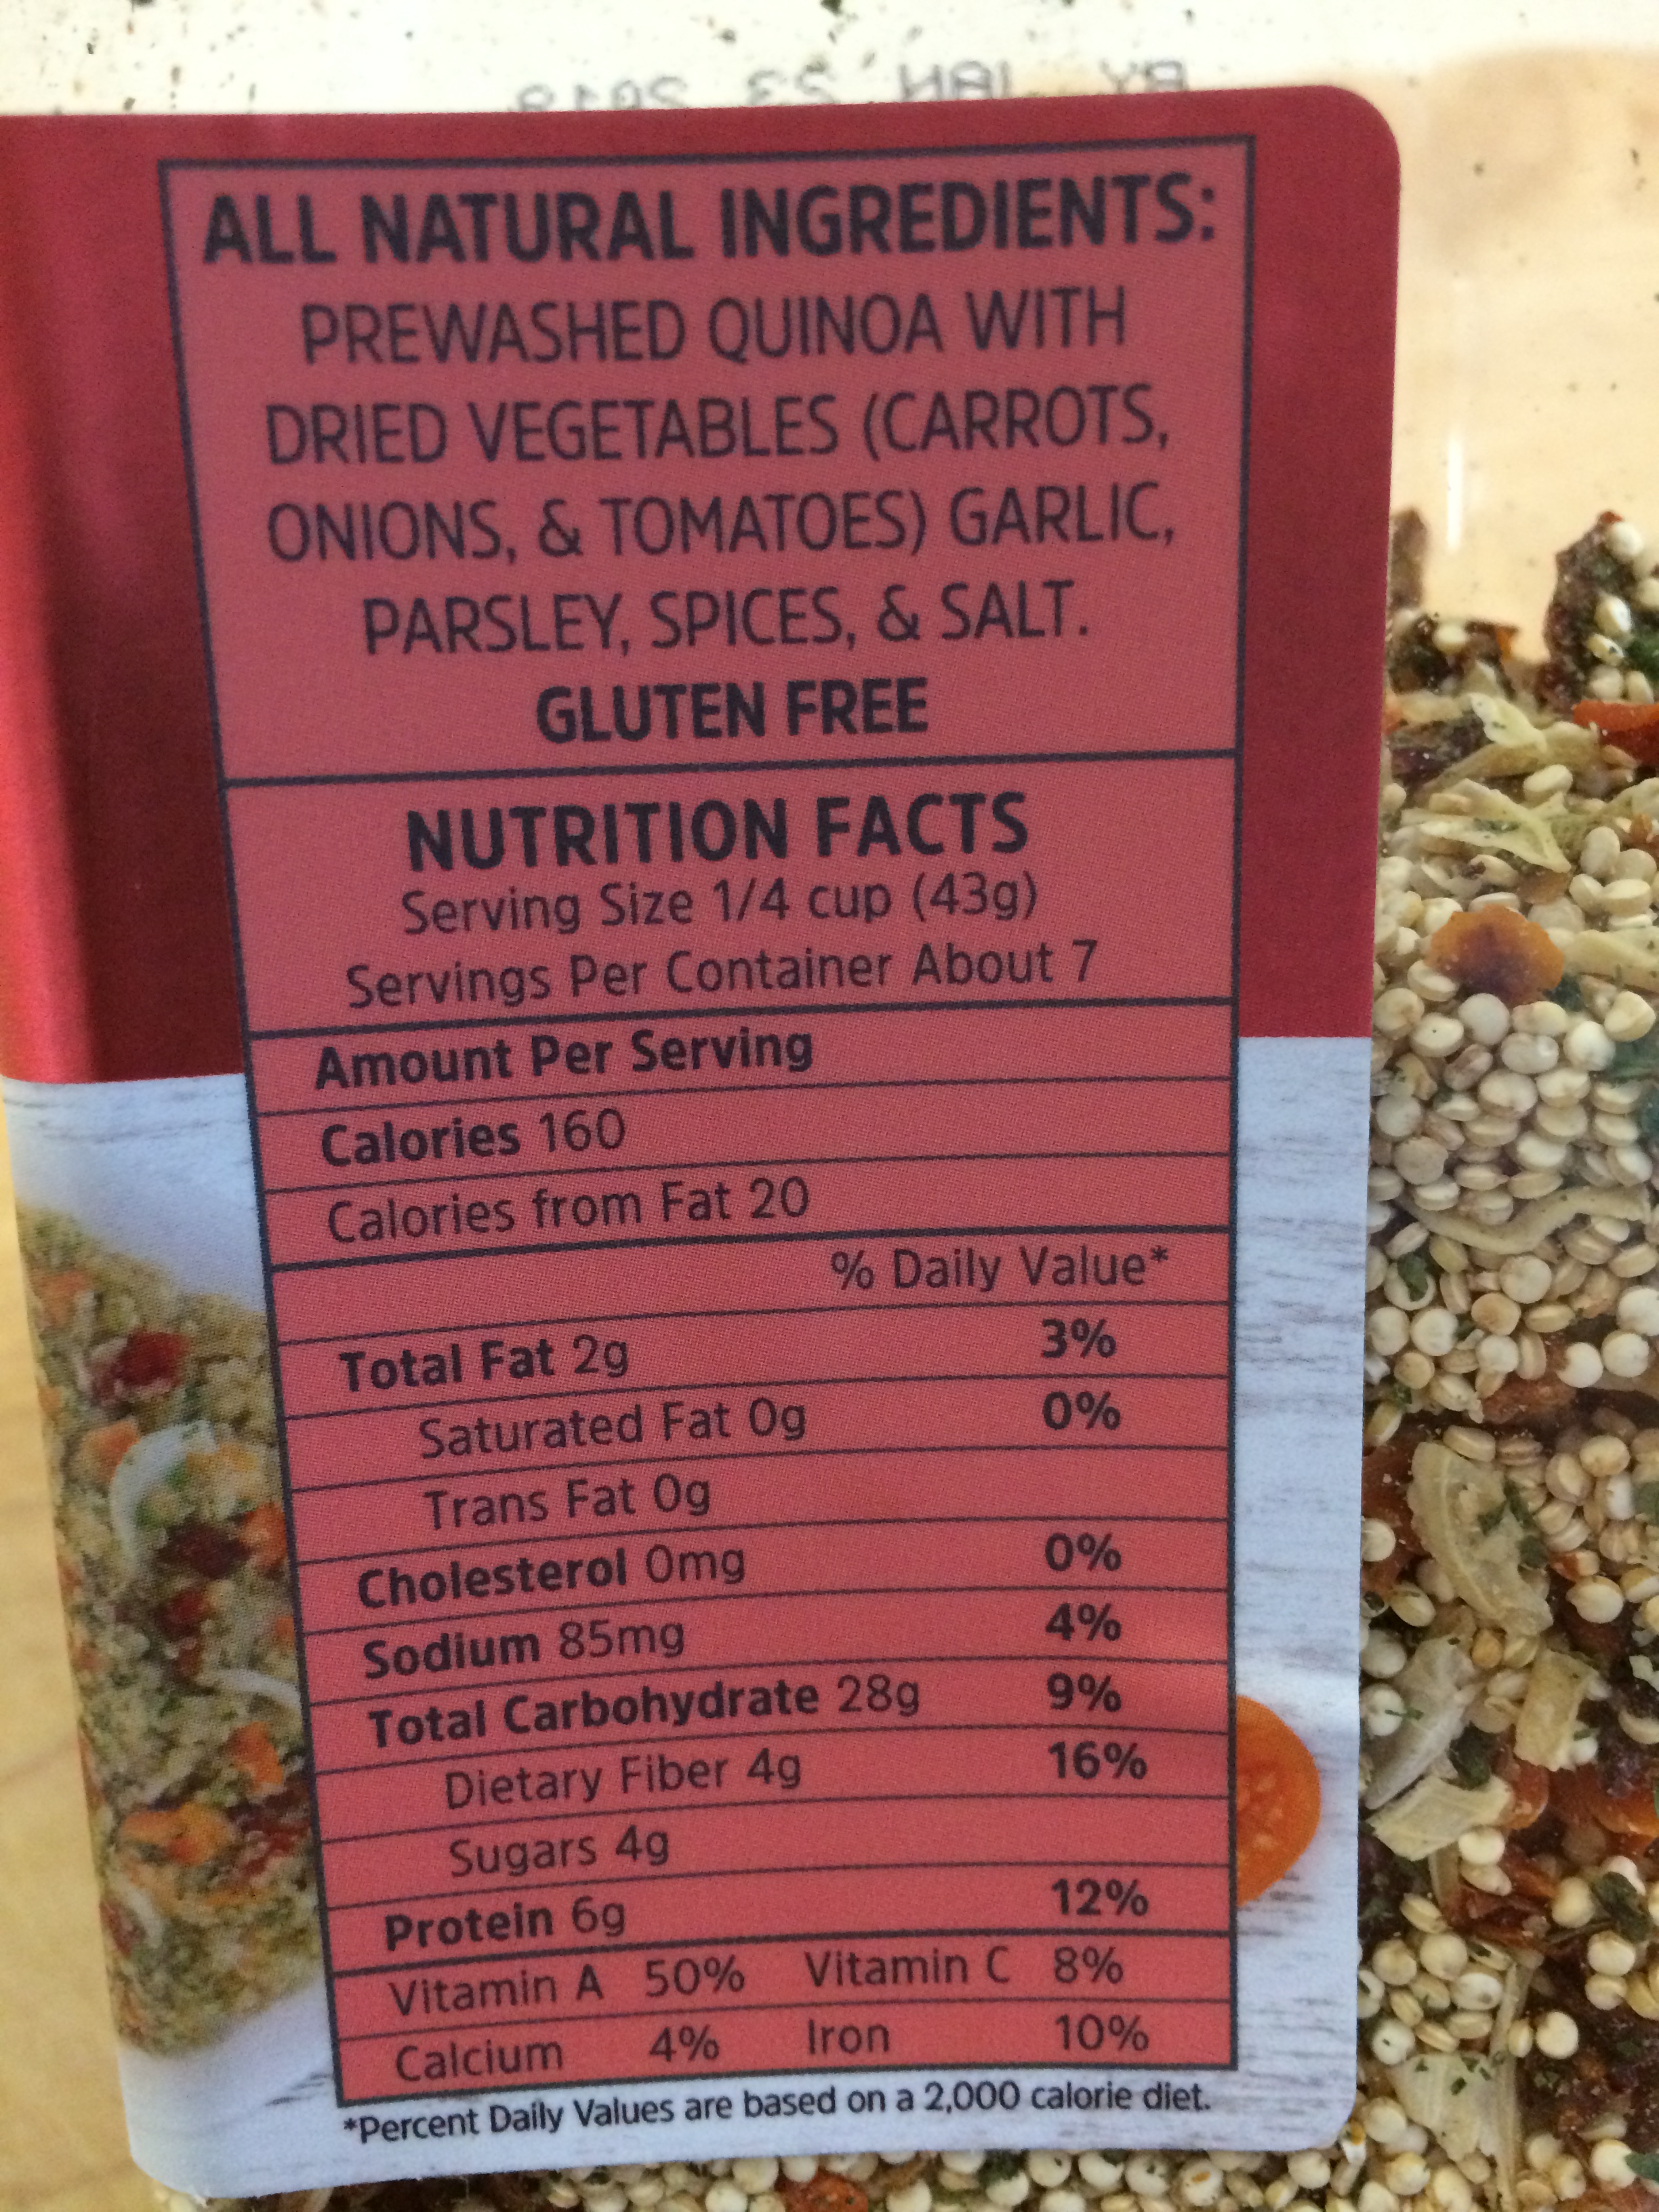 BY JAN 23 2018
ALL NATURAL INGREDIENTS:
PREWASHED QUINOA WITH
DRIED VEGETABLES (CARROTS,
ONIONS, & TOMATOES) GARLIC,
PARSLEY, SPICES, & SALT.
GLUTEN FREE
NUTRITION FACTS
Serving Size 1/4 cup (43g)
Servings Per Container About 7
Amount Per Serving
Calories 160
Calories from Fat 20
% Daily Value*
Total Fat 2g 3%
Saturated Fat 0g 0%
Trans Fat 0g
Cholesterol 0mg 0%
Sodium 85mg 4%
Total Carbohydrate 28g 9%
Dietary Fiber 4g 16%
Sugars 4g
Protein 6g 12%
Vitamin A 50% Vitamin C 8%
Calcium 4% Iron 10%
*Percent Daily Values are based on a 2,000 calorie diet.